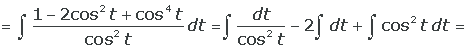 = ∫ (1 − 2cos² t + cos⁴ t)/(cos² t) dt = ∫ dt/(cos² t) − 2∫ dt + ∫ cos² t dt =